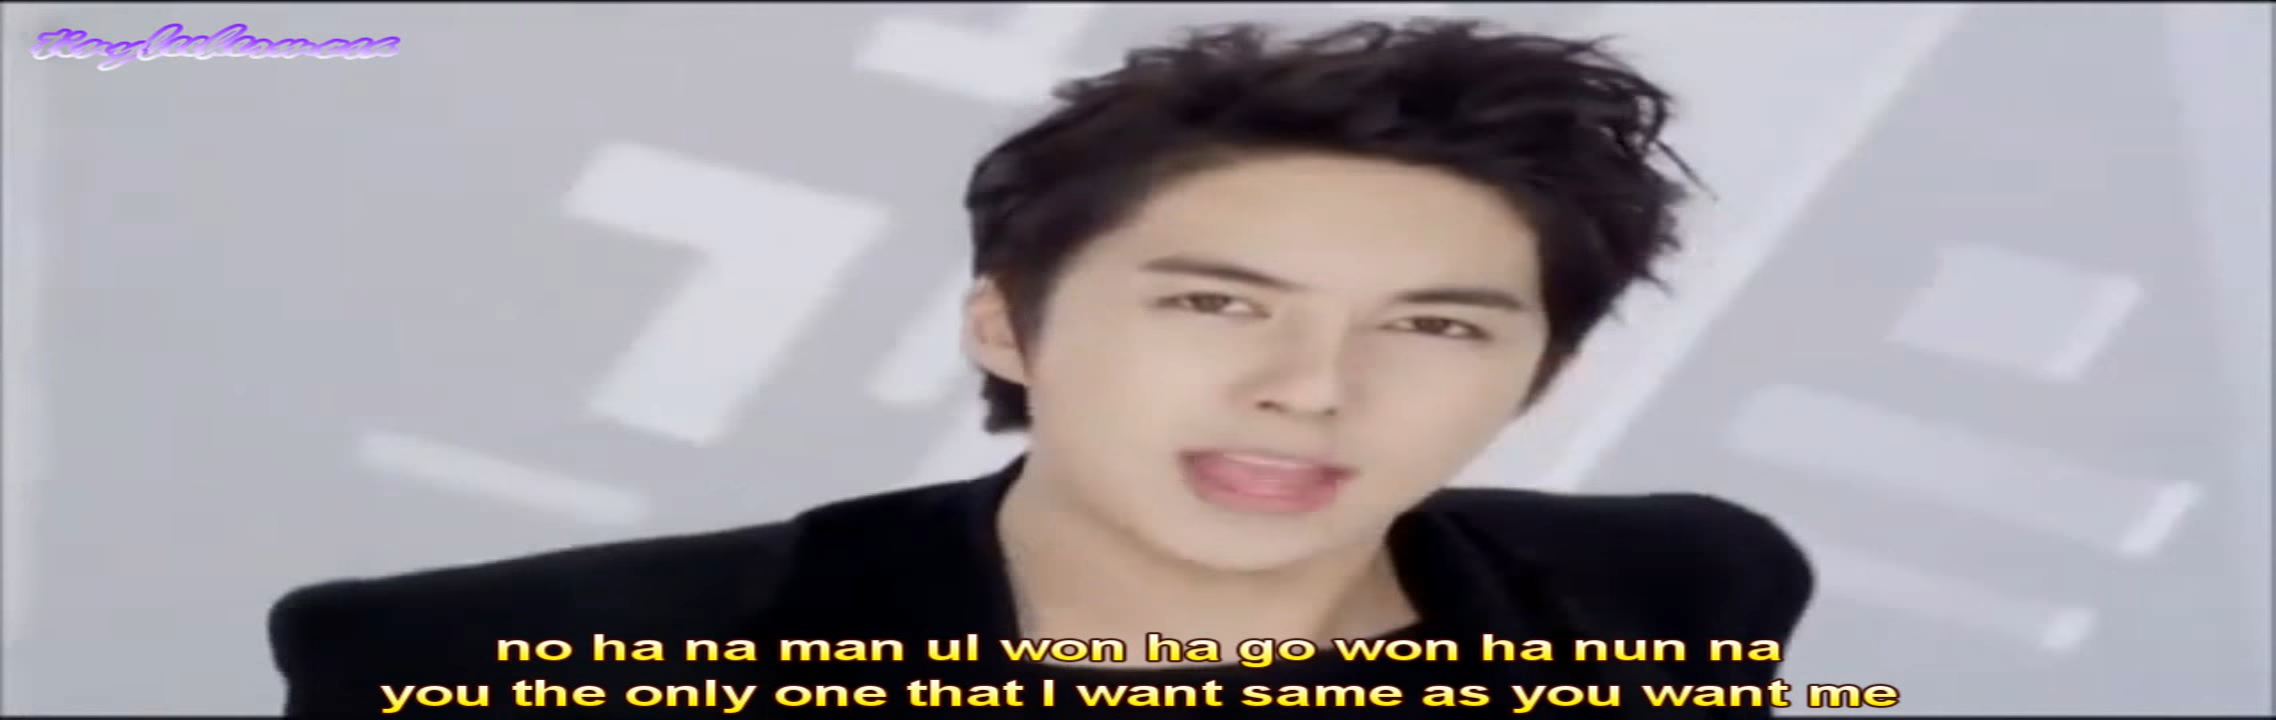 no ha na man ul won ha go won ha nun na
you the only one that I want same as you want me